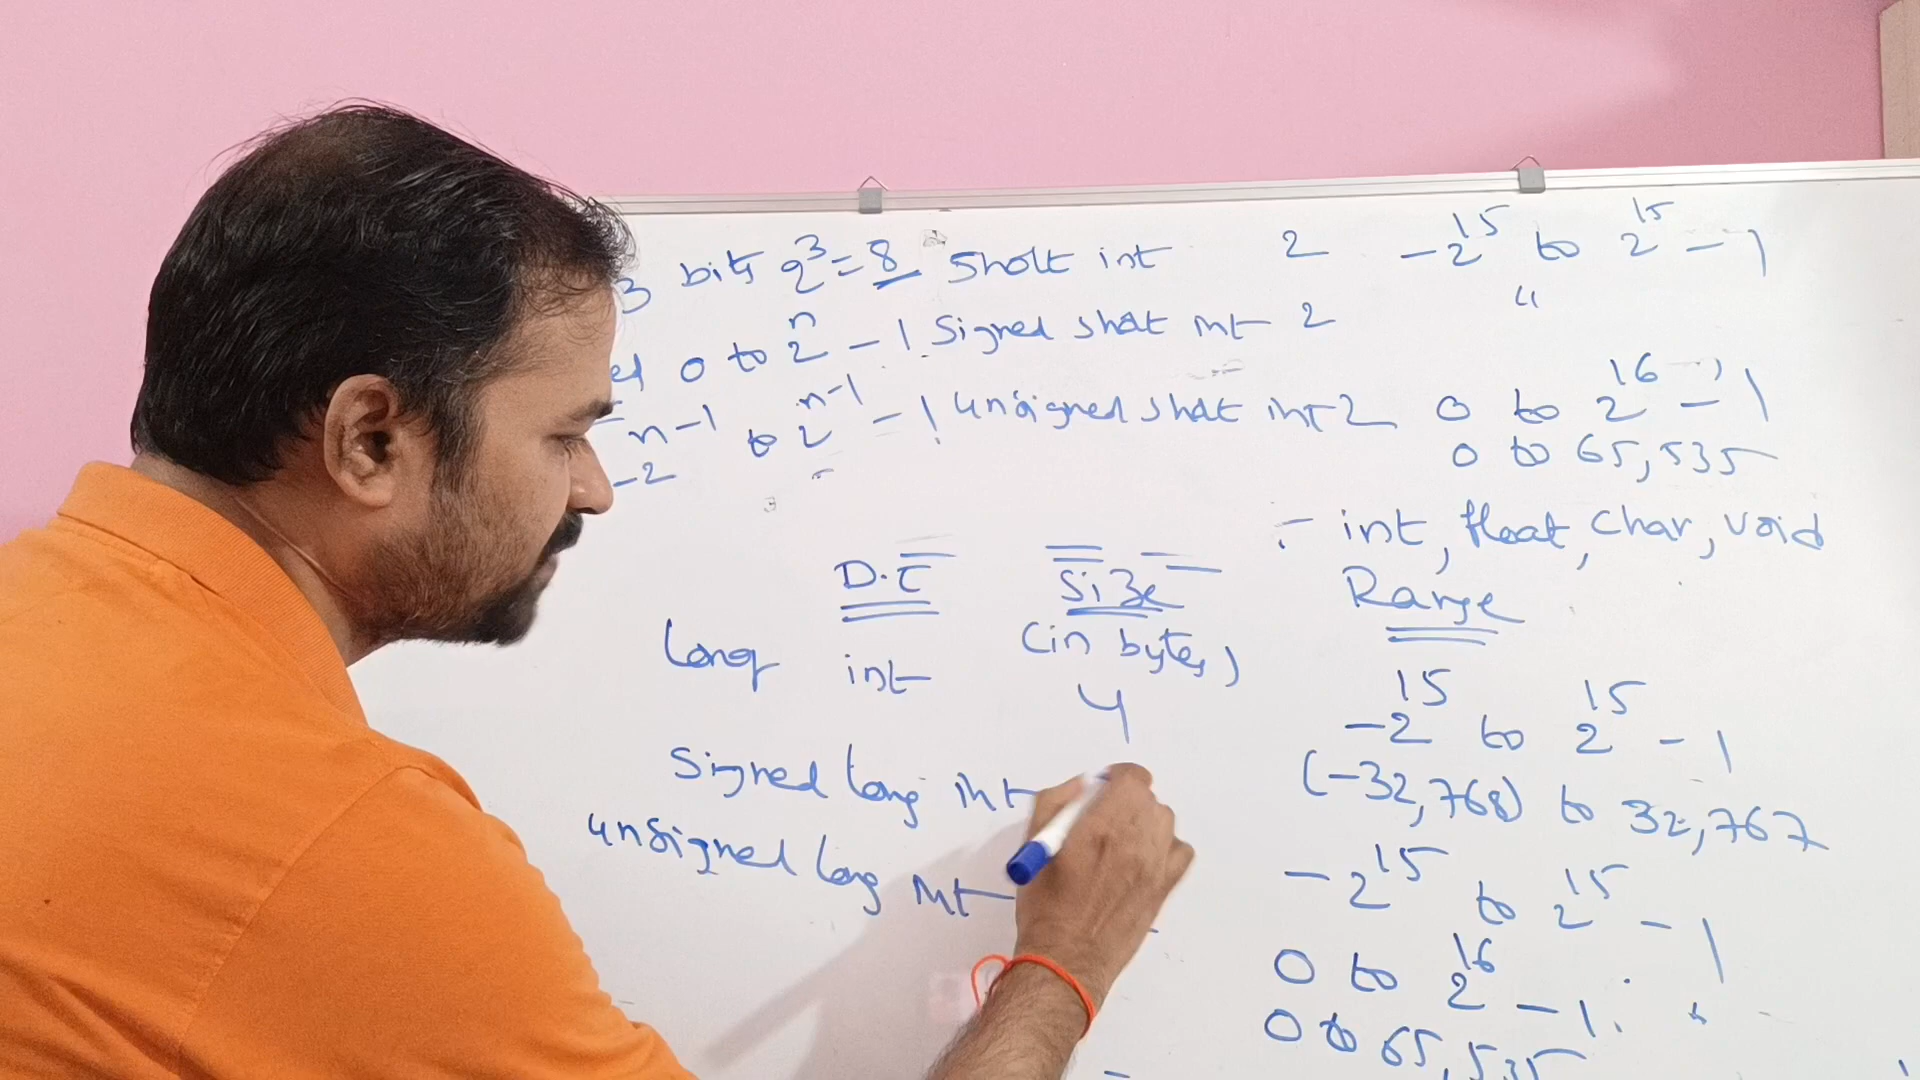 3 bits 2³ = 8 Short int 2 -2¹⁵ to 2¹⁵ - 1
ed 0 to 2ⁿ - 1 Signed short int 2 "
-2ⁿ⁻¹ to 2ⁿ⁻¹ - 1 unsigned short int 2 0 to 2¹⁶ - 1
0 to 65,535
:- int, float, char, void
D.T Size Range
(in bytes)
long int 4 -2¹⁵ to 2¹⁵ - 1
(-32,768) to 32,767
Signed long int
-2¹⁵ to 2¹⁵ - 1
unsigned long int
0 to 2¹⁶ - 1
0 to 65,535